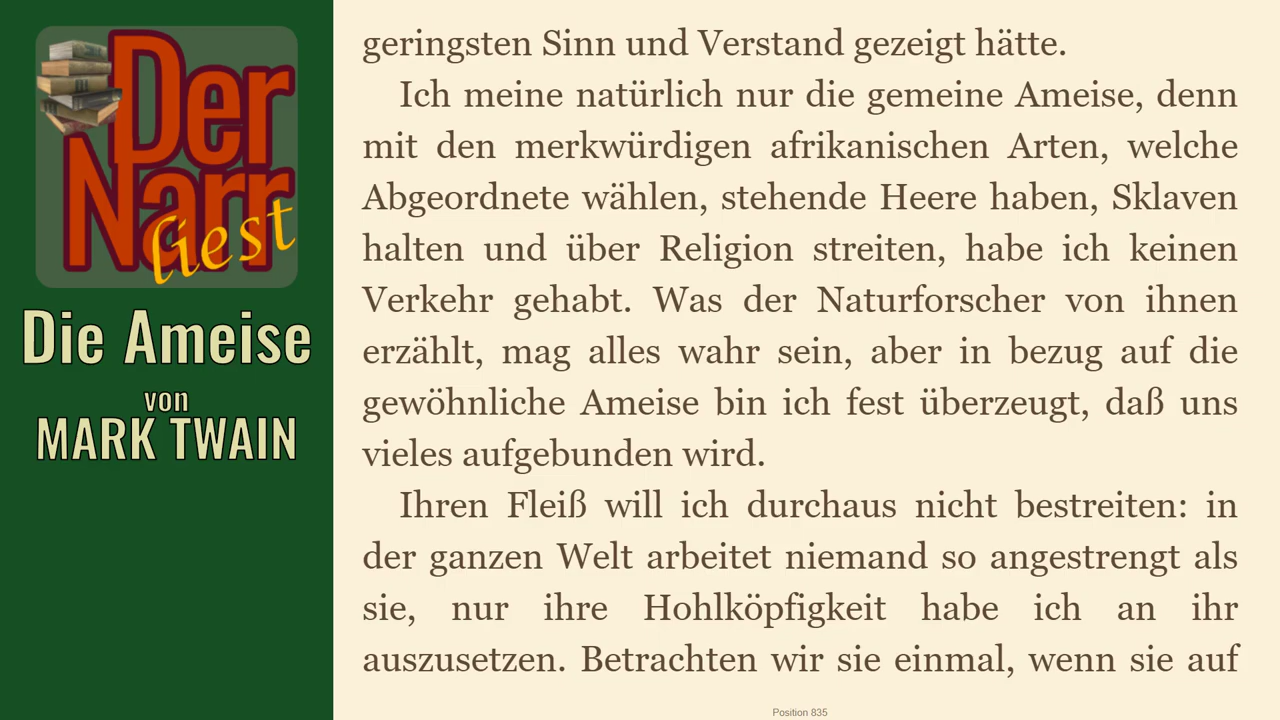 Der
Narr
liest
Die Ameise
von
MARK TWAIN
geringsten Sinn und Verstand gezeigt hätte.
Ich meine natürlich nur die gemeine Ameise, denn
mit den merkwürdigen afrikanischen Arten, welche
Abgeordnete wählen, stehende Heere haben, Sklaven
halten und über Religion streiten, habe ich keinen
Verkehr gehabt. Was der Naturforscher von ihnen
erzählt, mag alles wahr sein, aber in bezug auf die
gewöhnliche Ameise bin ich fest überzeugt, daß uns
vieles aufgebunden wird.
Ihren Fleiß will ich durchaus nicht bestreiten: in
der ganzen Welt arbeitet niemand so angestrengt als
sie, nur ihre Hohlköpfigkeit habe ich an ihr
auszusetzen. Betrachten wir sie einmal, wenn sie auf
Position 835